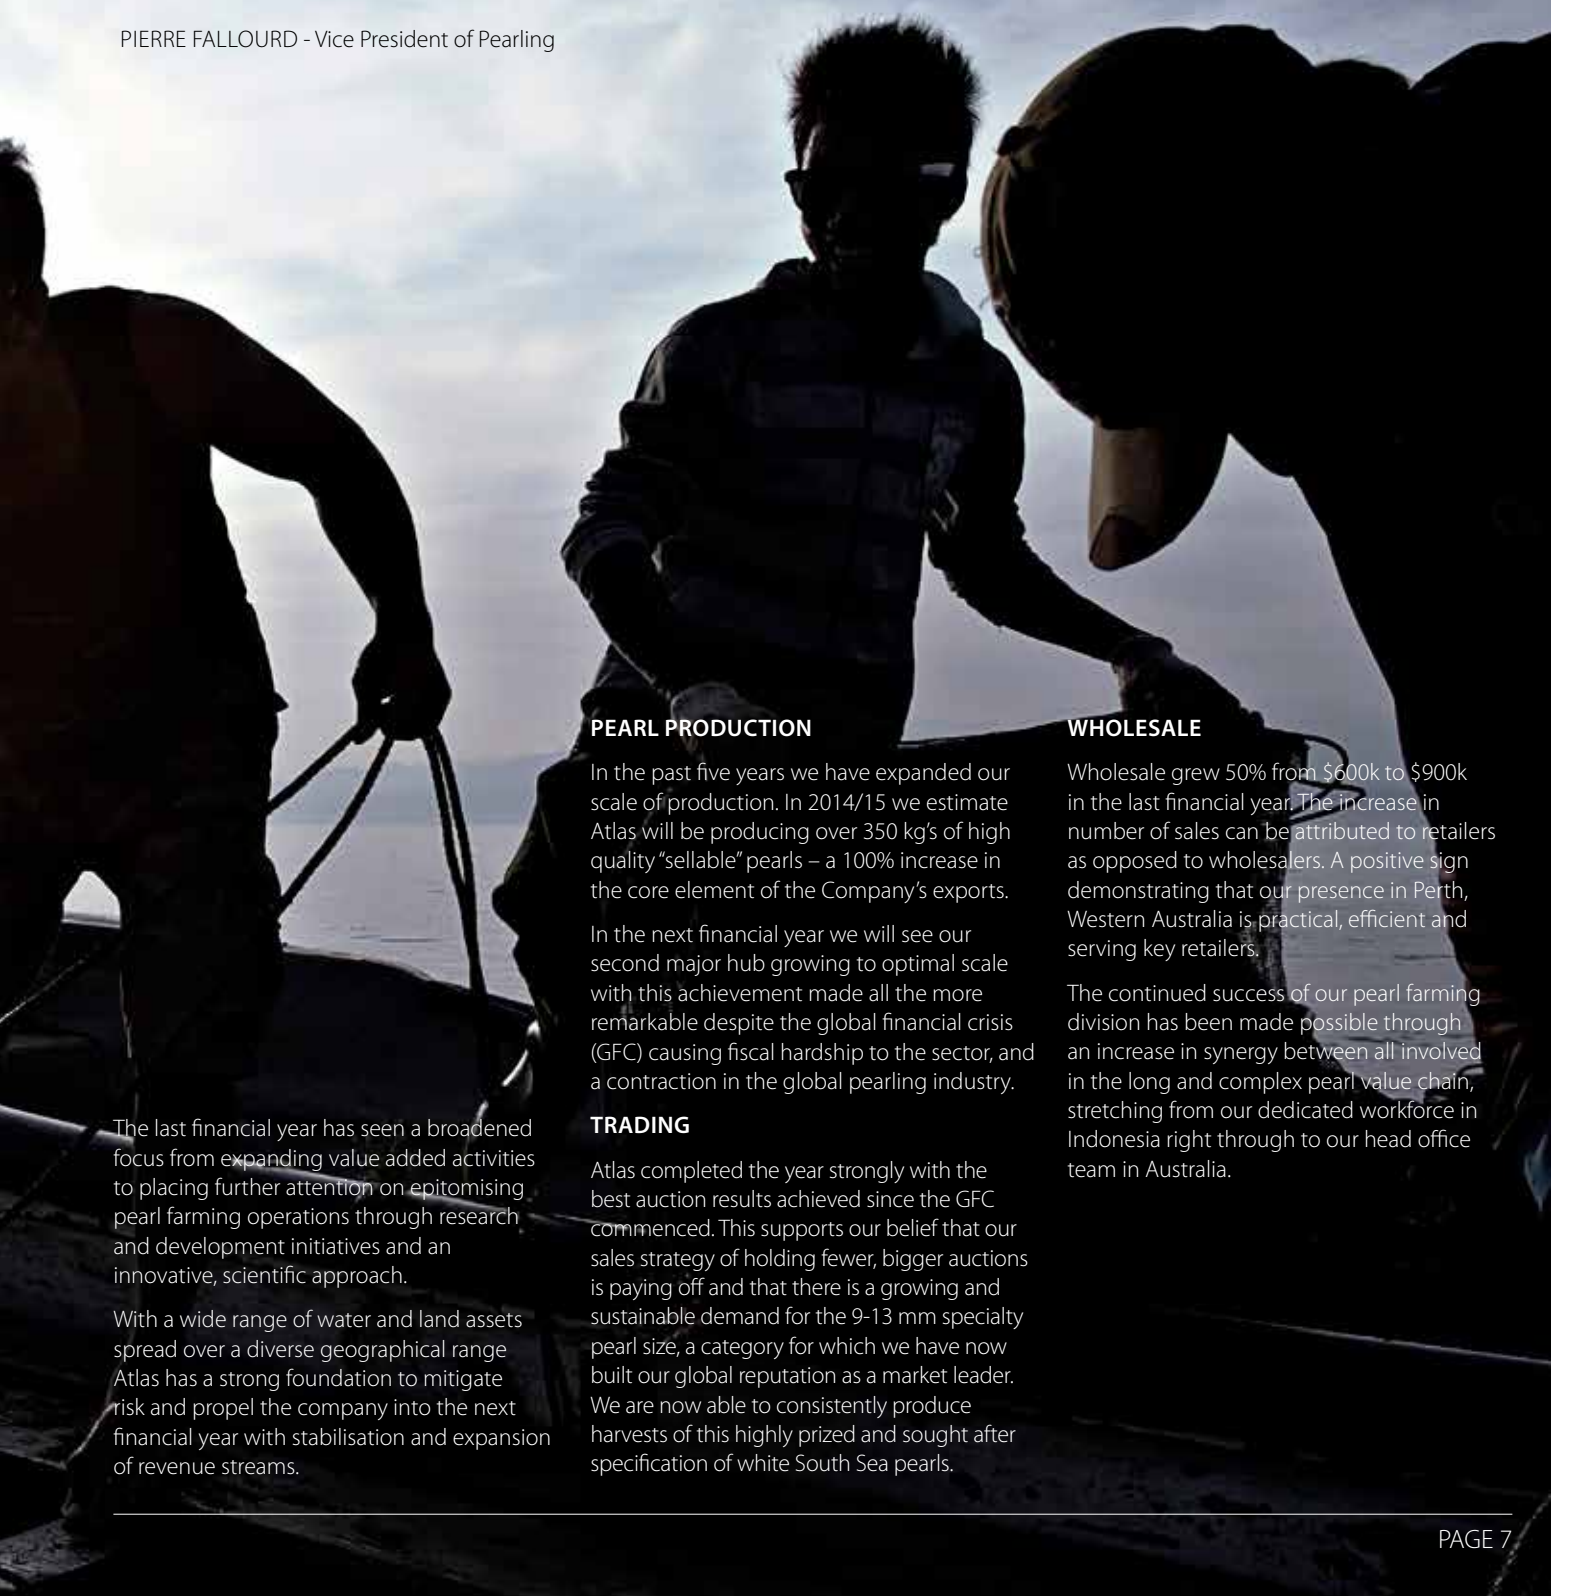 PIERRE FALLOURD - Vice President of Pearling
The last financial year has seen a broadened
focus from expanding value added activities
to placing further attention on epitomising
pearl farming operations through research
and development initiatives and an
innovative, scientific approach.
With a wide range of water and land assets
spread over a diverse geographical range
Atlas has a strong foundation to mitigate
risk and propel the company into the next
financial year with stabilisation and expansion
of revenue streams.
PEARL PRODUCTION
In the past five years we have expanded our
scale of production. In 2014/15 we estimate
Atlas will be producing over 350 kg’s of high
quality “sellable” pearls – a 100% increase in
the core element of the Company’s exports.
In the next financial year we will see our
second major hub growing to optimal scale
with this achievement made all the more
remarkable despite the global financial crisis
(GFC) causing fiscal hardship to the sector, and
a contraction in the global pearling industry.
TRADING
Atlas completed the year strongly with the
best auction results achieved since the GFC
commenced. This supports our belief that our
sales strategy of holding fewer, bigger auctions
is paying off and that there is a growing and
sustainable demand for the 9-13 mm specialty
pearl size, a category for which we have now
built our global reputation as a market leader.
We are now able to consistently produce
harvests of this highly prized and sought after
specification of white South Sea pearls.
WHOLESALE
Wholesale grew 50% from $600k to $900k
in the last financial year. The increase in
number of sales can be attributed to retailers
as opposed to wholesalers. A positive sign
demonstrating that our presence in Perth,
Western Australia is practical, efficient and
serving key retailers.
The continued success of our pearl farming
division has been made possible through
an increase in synergy between all involved
in the long and complex pearl value chain,
stretching from our dedicated workforce in
Indonesia right through to our head office
team in Australia.
PAGE 7